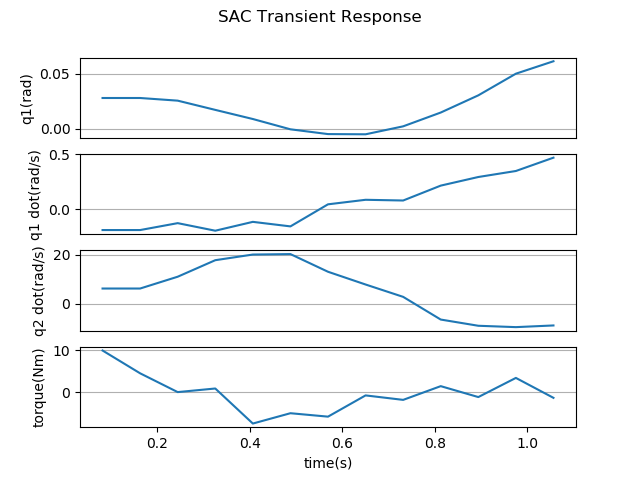 SAC Transient Response
q1(rad)
0.05
0.00
q1 dot(rad/s)
0.5
0.0
q2 dot(rad/s)
20
0
torque(Nm)
10
0
0.2 0.4 0.6 0.8 1.0
time(s)